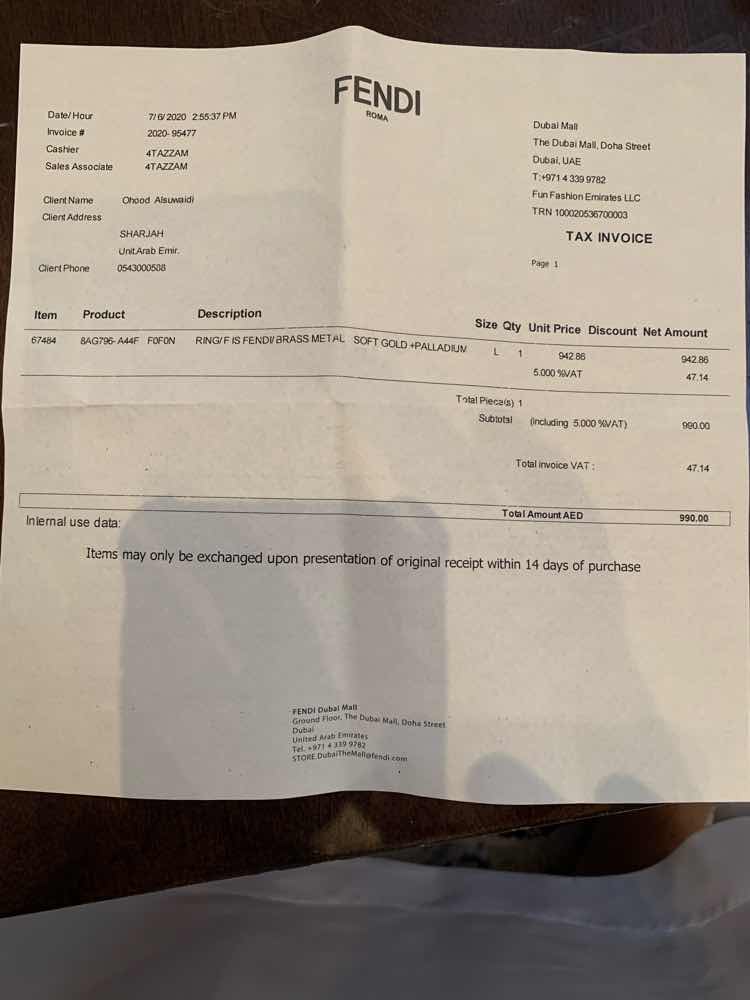 FENDI
ROMA
Date/Hour 7/6/2020 2:55:37 PM
Invoice # 2020-95477
Cashier 4TAZZAM
Sales Associate 4TAZZAM
Client Name Ohood Alsuwaidi
Client Address
SHARJAH
Unit.Arab Emir.
Client Phone 0543000508
Dubai Mall
The Dubai Mall, Doha Street
Dubai, UAE
T:+971 4 339 9782
Fun Fashion Emirates LLC
TRN 100020536700003
TAX INVOICE
Page 1
Item Product Description Size Qty Unit Price Discount Net Amount
67484 8AG796-A44F F0F0N RING/F IS FENDI/BRASS METAL SOFT GOLD +PALLADIUM L 1 942.86 942.86
5.000 %VAT 47.14
Total Piece(s) 1
Subtotal (including 5.000 %VAT) 990.00
Total invoice VAT : 47.14
Total Amount AED 990.00
Internal use data:
Items may only be exchanged upon presentation of original receipt within 14 days of purchase
FENDI Dubai Mall
Ground Floor, The Dubai Mall, Doha Street
Dubai
United Arab Emirates
Tel. +971 4 339 9782
STORE.DubaiTheMall@fendi.com